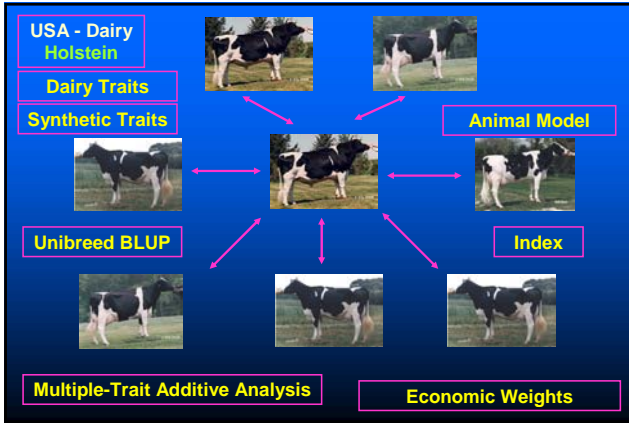 USA - Dairy
Holstein
Dairy Traits
Synthetic Traits
Animal Model
Unibreed BLUP
Index
Multiple-Trait Additive Analysis
Economic Weights